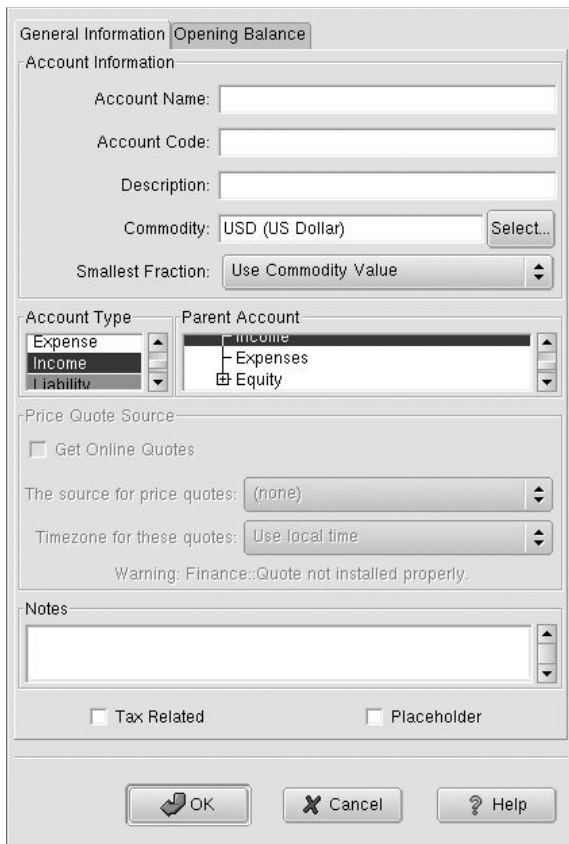 General Information Opening Balance
Account Information
Account Name:
Account Code:
Description:
Commodity: USD (US Dollar) Select...
Smallest Fraction: Use Commodity Value
Account Type Parent Account
Expense Income
Income Expenses
Liability Equity
Price Quote Source
Get Online Quotes
The source for price quotes: (none)
Timezone for these quotes: Use local time
Warning: Finance::Quote not installed properly.
Notes
Tax Related Placeholder
OK Cancel Help